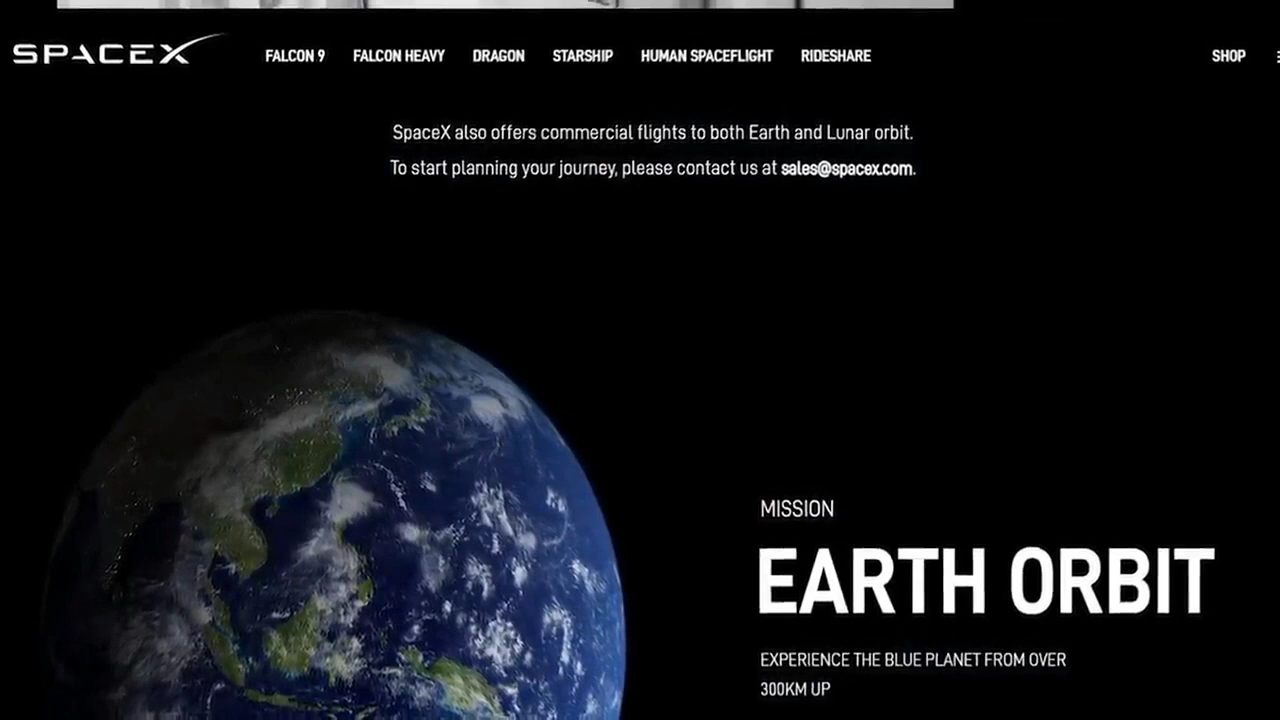 SPACEX
FALCON 9 FALCON HEAVY DRAGON STARSHIP HUMAN SPACEFLIGHT RIDESHARE SHOP
SpaceX also offers commercial flights to both Earth and Lunar orbit.
To start planning your journey, please contact us at sales@spacex.com.
MISSION
EARTH ORBIT
EXPERIENCE THE BLUE PLANET FROM OVER
300KM UP